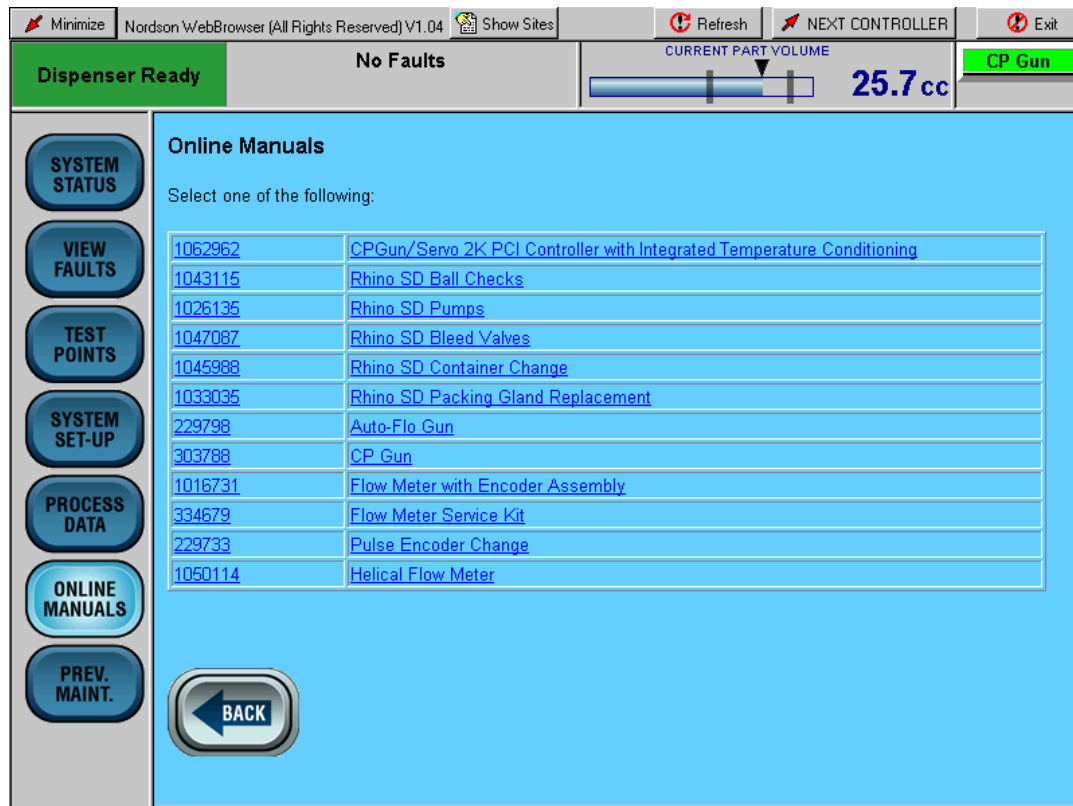 Minimize Nordson WebBrowser (All Rights Reserved) V1.04 Show Sites Refresh NEXT CONTROLLER Exit
Dispenser Ready
No Faults
CURRENT PART VOLUME
25.7 cc
CP Gun
SYSTEM
STATUS
VIEW
FAULTS
TEST
POINTS
SYSTEM
SET-UP
PROCESS
DATA
ONLINE
MANUALS
PREV.
MAINT.
Online Manuals
Select one of the following:
1062962 CPGun/Servo 2K PCI Controller with Integrated Temperature Conditioning
1043115 Rhino SD Ball Checks
1026135 Rhino SD Pumps
1047087 Rhino SD Bleed Valves
1045988 Rhino SD Container Change
1033035 Rhino SD Packing Gland Replacement
229798 Auto-Flo Gun
303788 CP Gun
1016731 Flow Meter with Encoder Assembly
334679 Flow Meter Service Kit
229733 Pulse Encoder Change
1050114 Helical Flow Meter
BACK